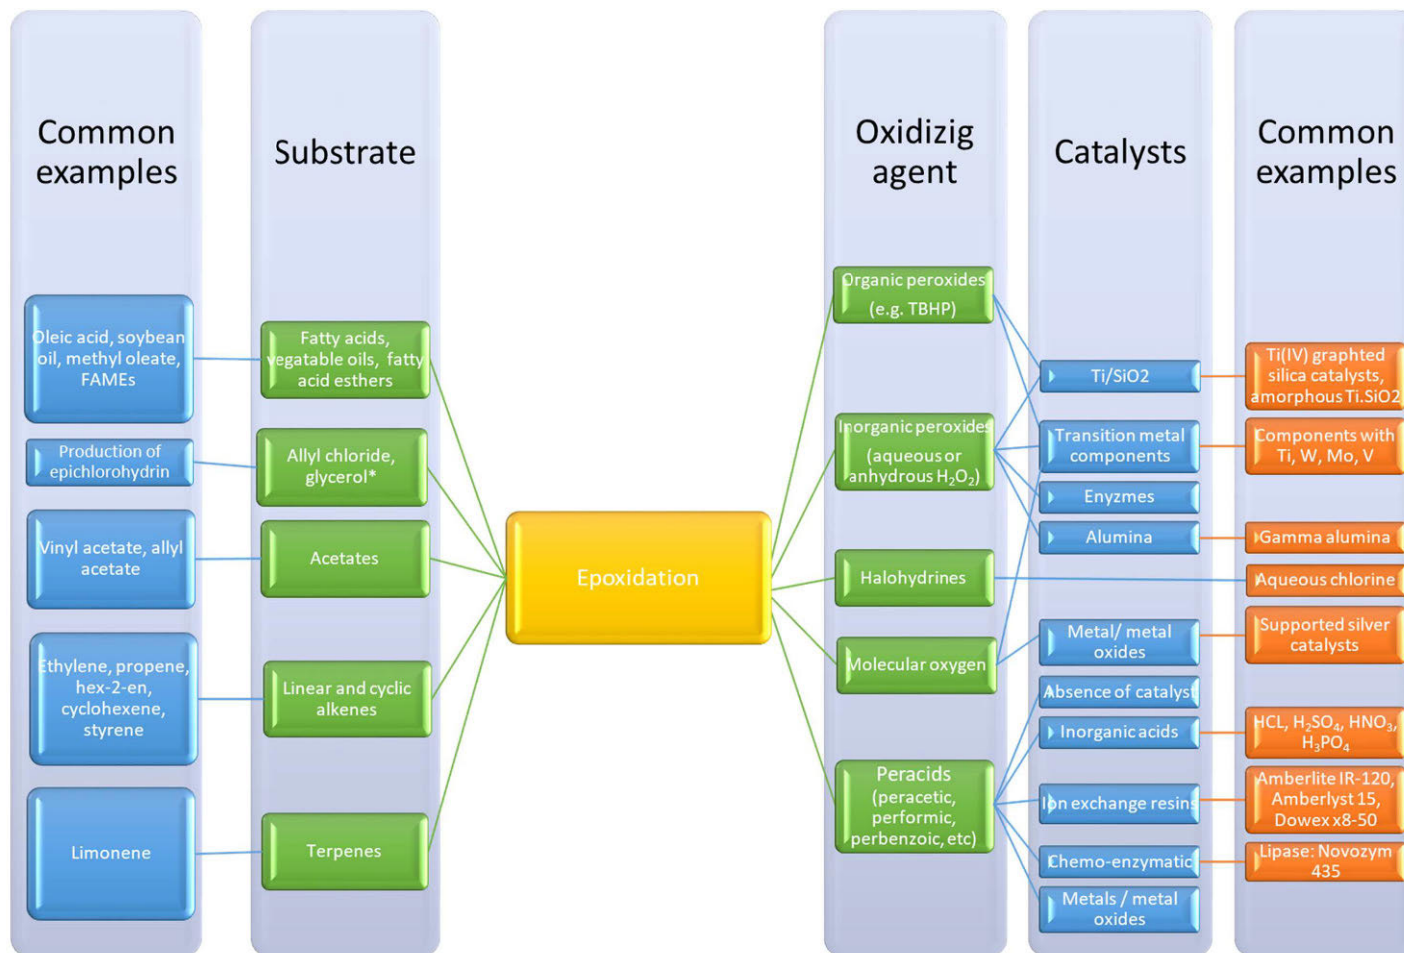 Common
examples
Substrate
Oxidizig
agent
Catalysts
Common
examples
Oleic acid, soybean
oil, methyl oleate,
FAMEs
Production of
epichlorohydrin
Vinyl acetate, allyl
acetate
Ethylene, propene,
hex-2-en,
cyclohexene,
styrene
Limonene
Fatty acids,
vegatable oils, fatty
acid esthers
Allyl chloride,
glycerol*
Acetates
Linear and cyclic
alkenes
Terpenes
Epoxidation
Organic peroxides
(e.g. TBHP)
Inorganic peroxides
(aqueous or
anhydrous H₂O₂)
Halohydrines
Molecular oxygen
Peracids
(peracetic,
performic,
perbenzoic, etc)
Ti/SiO2
Transition metal
components
Enyzmes
Alumina
Metal/ metal
oxides
Absence of catalyst
Inorganic acids
Ion exchange resins
Chemo-enzymatic
Metals / metal
oxides
Ti(IV) graphted
silica catalysts,
amorphous Ti.SiO2
Components with
Ti, W, Mo, V
Gamma alumina
Aqueous chlorine
Supported silver
catalysts
HCL, H₂SO₄, HNO₃,
H₃PO₄
Amberlite IR-120,
Amberlyst 15,
Dowex x8-50
Lipase: Novozym
435